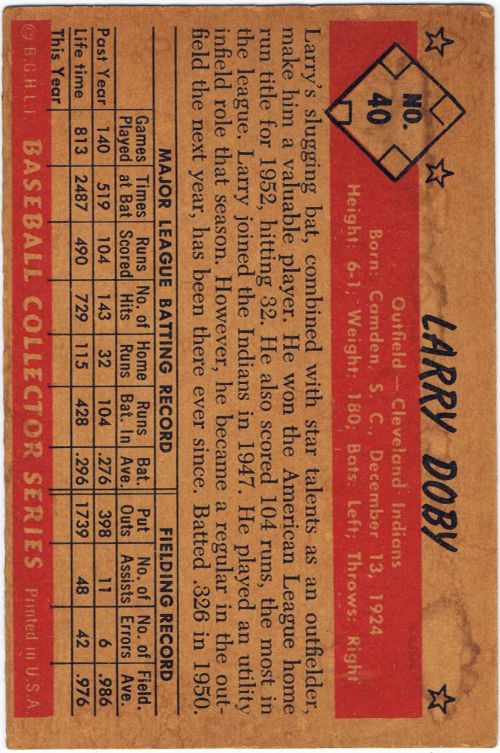 NO.
40
LARRY DOBY
Outfield — Cleveland Indians
Born: Camden, S. C., December 13, 1924
Height: 6-1, Weight: 180, Bats: Left, Throws: Right
Larry's slugging bat, combined with star talents as an outfielder,
make him a valuable player. He won the American League home
run title for 1952, hitting 32. He also scored 104 runs, the most in
the league. Larry joined the Indians in 1947. He played an utility
infield role that season. However, he became a regular in the out-
field the next year, has been there ever since. Batted .326 in 1950.
MAJOR LEAGUE BATTING RECORD FIELDING RECORD
Games Times Runs No. of Home Runs Bat. Put No. of No. of Field.
Played at Bat Scored Hits Runs Bat. in Ave. Outs Assists Errors Ave.
Past Year 140 519 104 143 32 104 .276 398 11 6 .986
Life time 813 2487 490 729 115 428 .296 1739 48 42 .976
This Year
© B.G.H.L.I. BASEBALL COLLECTOR SERIES Printed in U.S.A.